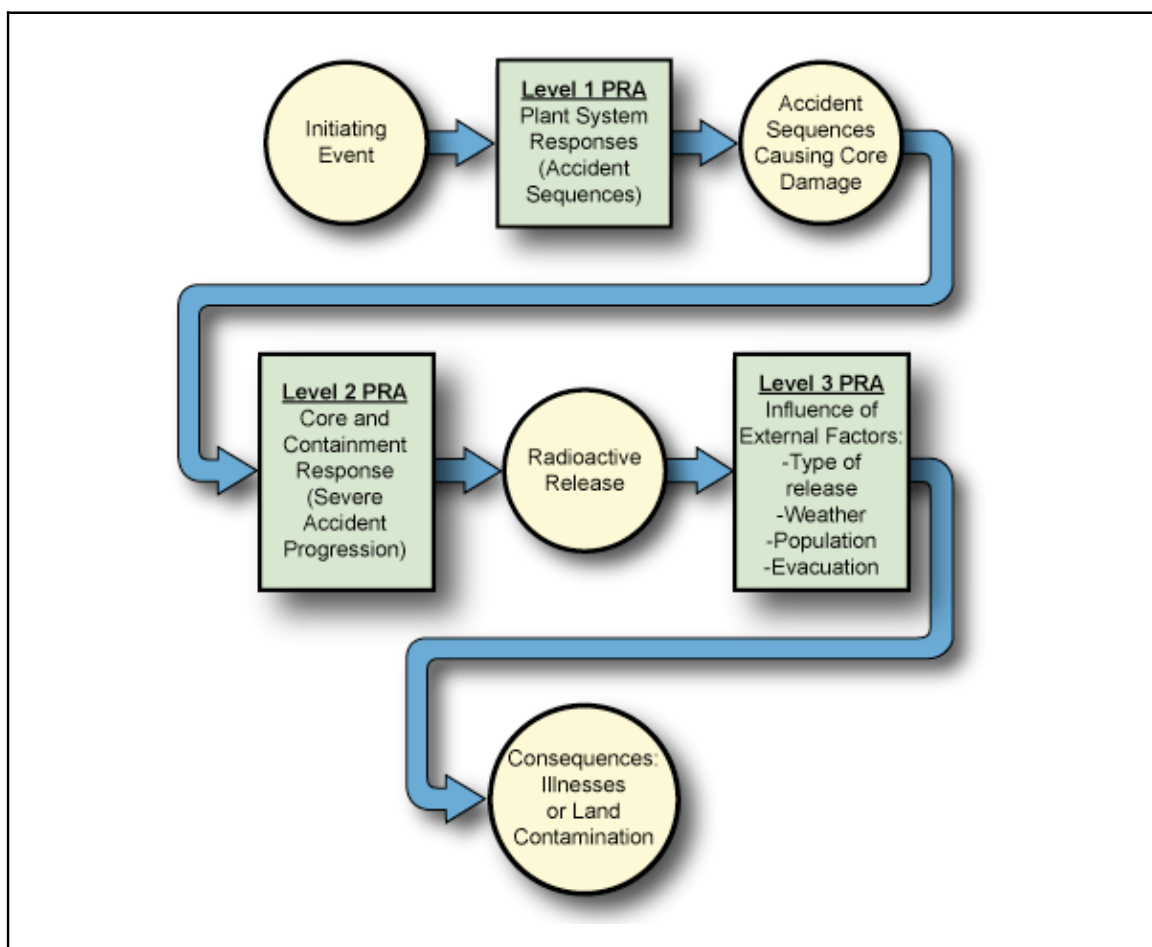 Initiating
Event
Level 1 PRA
Plant System
Responses
(Accident
Sequences)
Accident
Sequences
Causing Core
Damage
Level 2 PRA
Core and
Containment
Response
(Severe
Accident
Progression)
Radioactive
Release
Level 3 PRA
Influence of
External Factors:
-Type of
release
-Weather
-Population
-Evacuation
Consequences:
Illnesses
or Land
Contamination